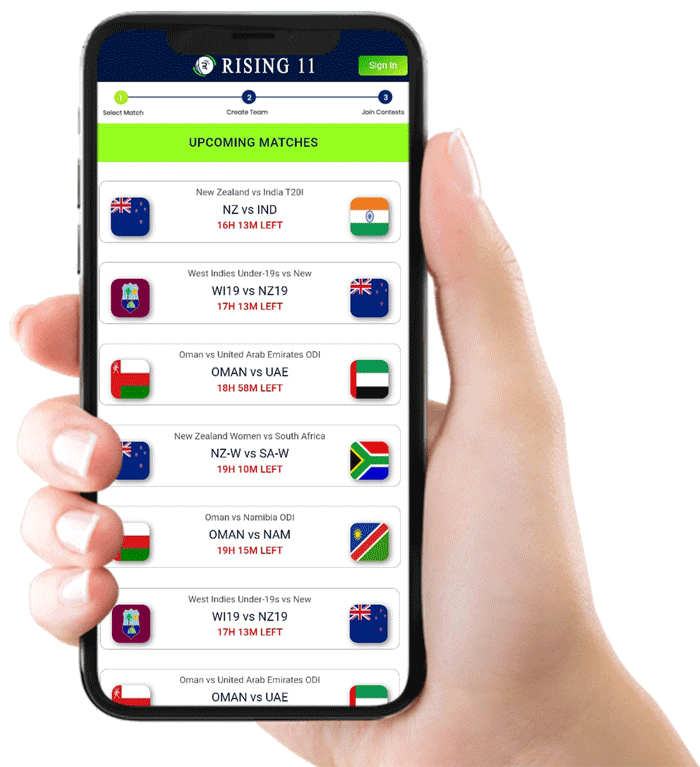 RISING 11
Sign In
1
2
3
Select Match
Create Team
Join Contests
UPCOMING MATCHES
New Zealand vs India T20I
NZ vs IND
16H 13M LEFT
West Indies Under-19s vs New
WI19 vs NZ19
17H 13M LEFT
Oman vs United Arab Emirates ODI
OMAN vs UAE
18H 58M LEFT
New Zealand Women vs South Africa
NZ-W vs SA-W
19H 10M LEFT
Oman vs Namibia ODI
OMAN vs NAM
19H 15M LEFT
West Indies Under-19s vs New
WI19 vs NZ19
17H 13M LEFT
Oman vs United Arab Emirates ODI
OMAN vs UAE